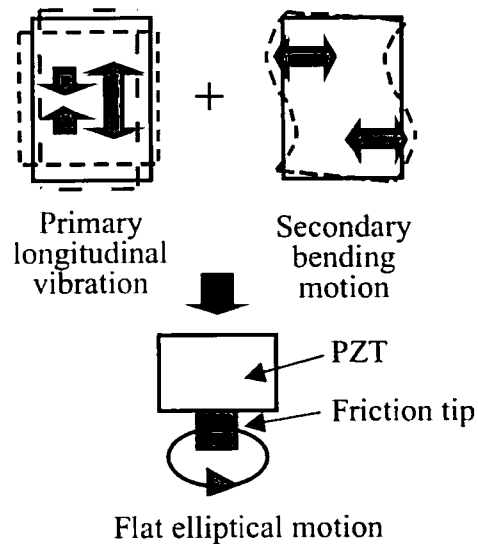 +
Primary
longitudinal
vibration
Secondary
bending
motion
PZT
Friction tip
Flat elliptical motion